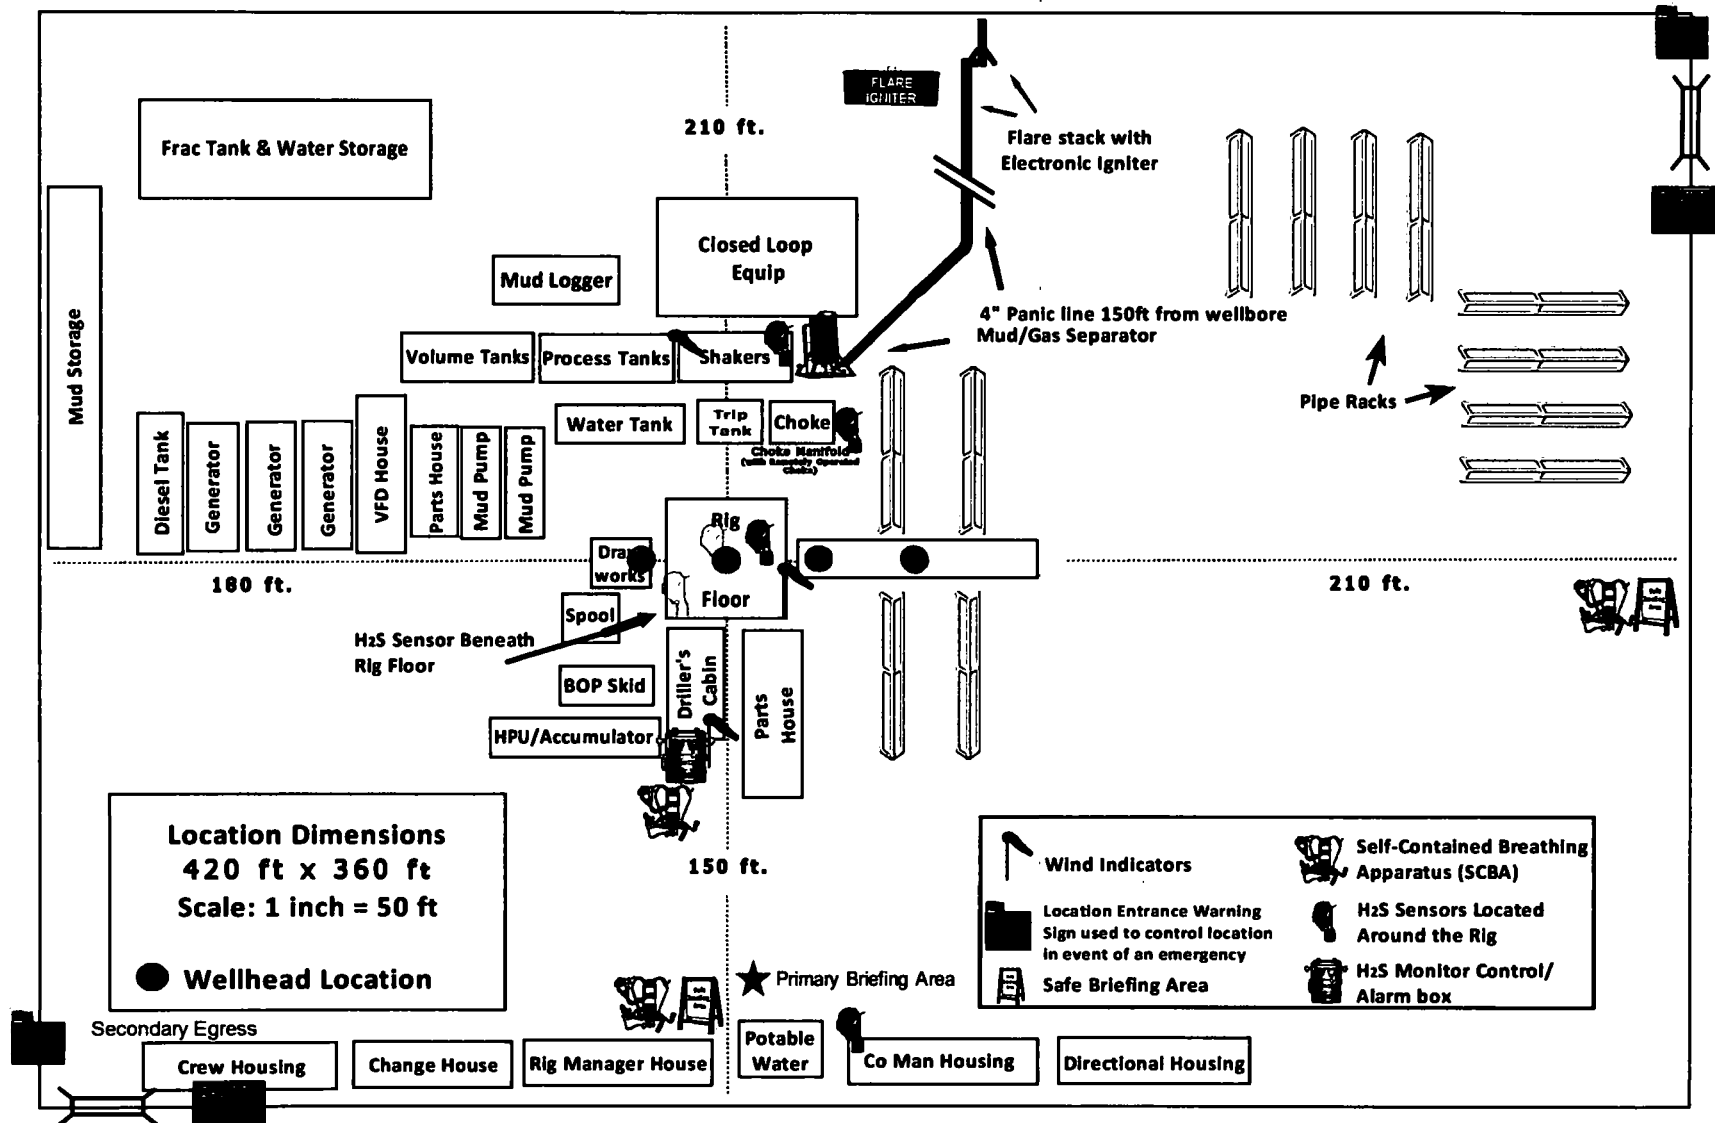 FLARE
IGNITER
210 ft.
Flare stack with
Electronic Igniter
Frac Tank & Water Storage
Closed Loop
Equip
Mud Logger
Mud Storage
4" Panic line 150ft from wellbore
Mud/Gas Separator
Volume Tanks
Process Tanks
Shakers
Pipe Racks
Water Tank
Trip
Tank
Choke
Choke Manifold
(with Remotely Operated
Choke)
Diesel Tank
Generator
Generator
Generator
VFD House
Parts House
Mud Pump
Mud Pump
Rig
Floor
Draw
works
180 ft.
210 ft.
Spool
H2S Sensor Beneath
Rig Floor
BOP Skid
Driller's
Cabin
Parts
House
HPU/Accumulator
Location Dimensions
420 ft x 360 ft
Scale: 1 inch = 50 ft
Wellhead Location
150 ft.
Wind Indicators
Location Entrance Warning
Sign used to control location
in event of an emergency
Safe Briefing Area
Self-Contained Breathing
Apparatus (SCBA)
H2S Sensors Located
Around the Rig
H2S Monitor Control/
Alarm box
Primary Briefing Area
Secondary Egress
Crew Housing
Change House
Rig Manager House
Potable
Water
Co Man Housing
Directional Housing